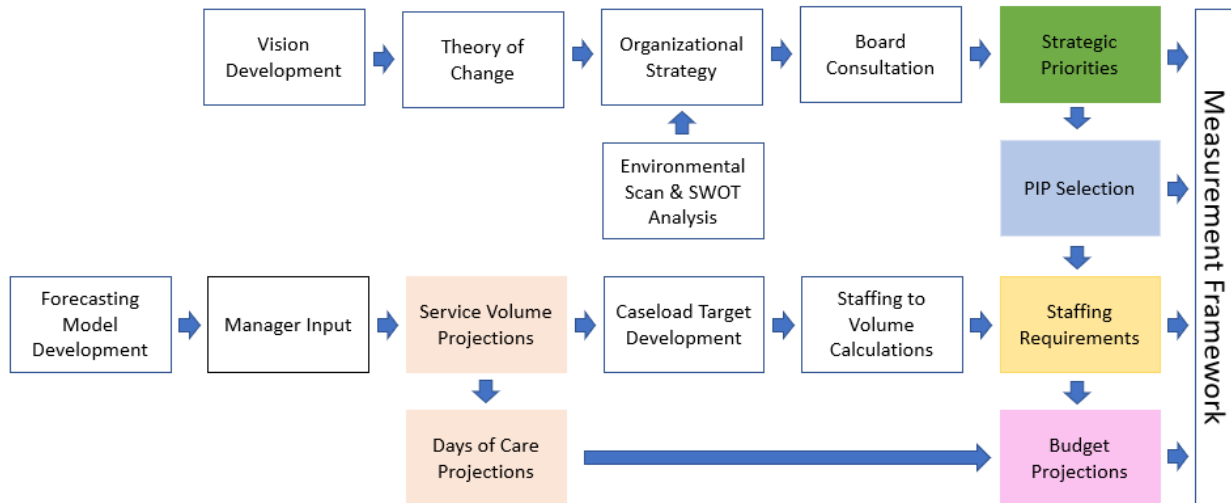 Vision
Development
Theory of
Change
Organizational
Strategy
Board
Consultation
Strategic
Priorities
Environmental
Scan & SWOT
Analysis
PIP Selection
Forecasting
Model
Development
Manager Input
Service Volume
Projections
Caseload Target
Development
Staffing to
Volume
Calculations
Staffing
Requirements
Days of Care
Projections
Budget
Projections
Measurement Framework